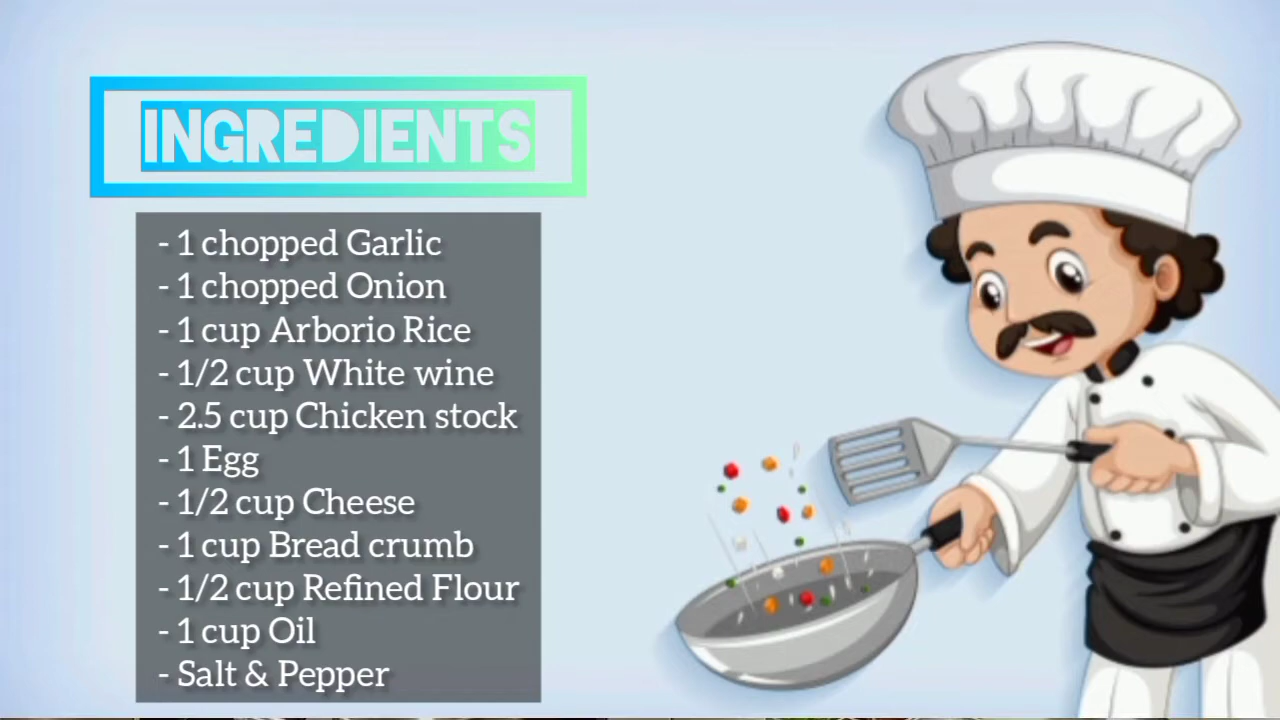 INGREDIENTS
- 1 chopped Garlic
- 1 chopped Onion
- 1 cup Arborio Rice
- 1/2 cup White wine
- 2.5 cup Chicken stock
- 1 Egg
- 1/2 cup Cheese
- 1 cup Bread crumb
- 1/2 cup Refined Flour
- 1 cup Oil
- Salt & Pepper